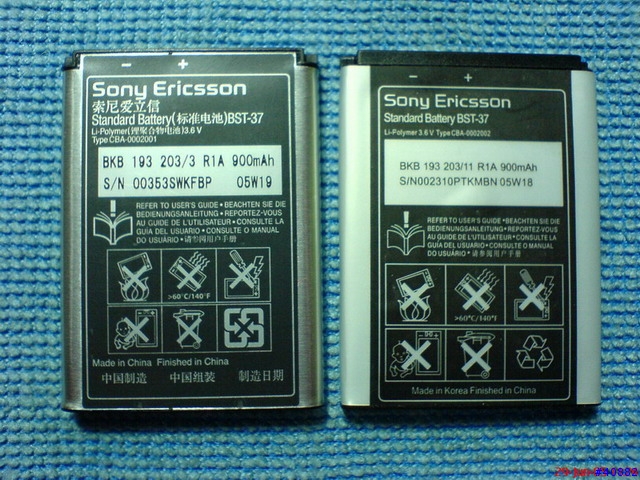 − +
Sony Ericsson
索尼爱立信
Standard Battery(标准电池)BST-37
Li-Polymer(锂聚合物电池)3.6 V
Type CBA-0002001
BKB 193 203/3 R1A 900mAh
S/N 00353SWKFBP 05W19
REFER TO USER'S GUIDE • BEACHTEN SIE DIE
BEDIENUNGSANLEITUNG • REPORTEZ-VOUS
AU GUIDE DE L'UTILISATEUR • CONSULTE LA
GUÍA DEL USUARIO • CONSULTE O MANUAL
DO USUÁRIO • 请参阅用户手册
>60°C/140°F
Made in China Finished in China
中国制造 中国组装 制造日期
− +
Sony Ericsson
Standard Battery BST-37
Li-Polymer 3.6 V Type CBA-0002002
BKB 193 203/11 R1A 900mAh
S/N002310PTKMBN 05W18
REFER TO USER'S GUIDE • BEACHTEN SIE DIE
BEDIENUNGSANLEITUNG • REPORTEZ-VOUS
AU GUIDE DE L'UTILISATEUR • CONSULTE LA
GUÍA DEL USUARIO • CONSULTE O MANUAL
DO USUÁRIO • 请参阅用户手册
>60°C/140°F
Made in Korea Finished in China
#40382